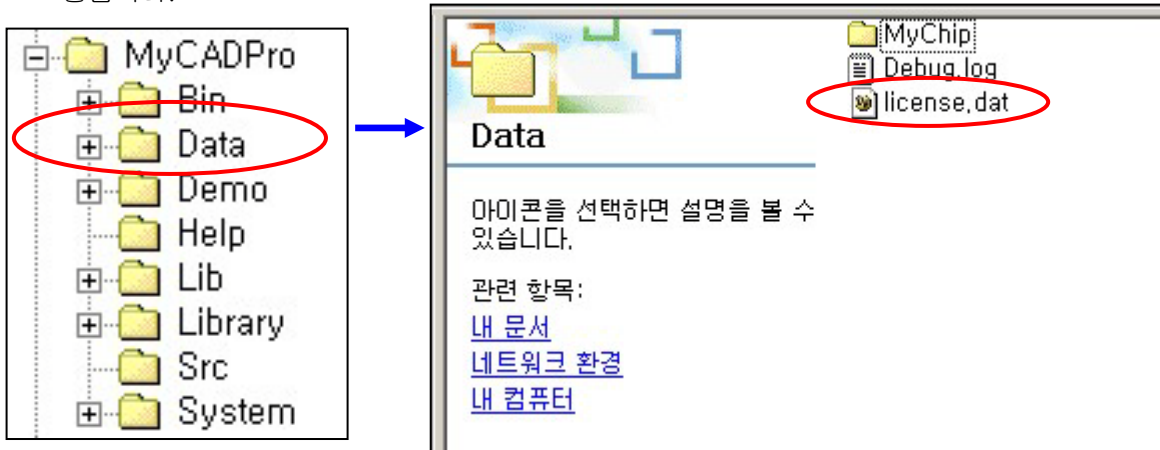 MyCADPro
Bin
Data
Demo
Help
Lib
Library
Src
System
Data
아이콘을 선택하면 설명을 볼 수
있습니다.
관련 항목:
내 문서
네트워크 환경
내 컴퓨터
MyChip
Debug.log
license.dat